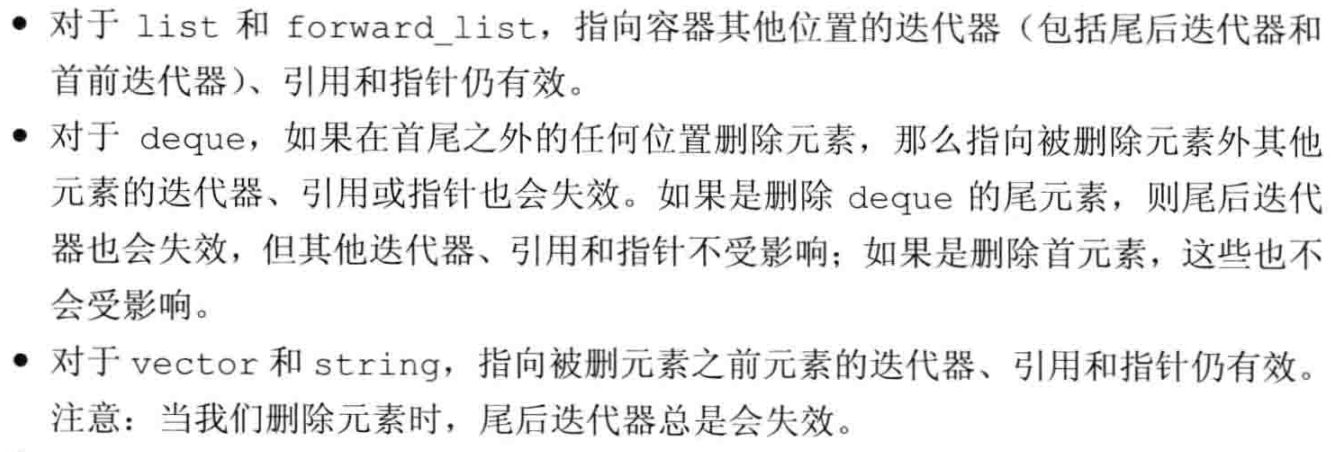 • 对于 list 和 forward_list，指向容器其他位置的迭代器（包括尾后迭代器和
首前迭代器）、引用和指针仍有效。
• 对于 deque，如果在首尾之外的任何位置删除元素，那么指向被删除元素外其他
元素的迭代器、引用或指针也会失效。如果是删除 deque 的尾元素，则尾后迭代
器也会失效，但其他迭代器、引用和指针不受影响；如果是删除首元素，这些也不
会受影响。
• 对于 vector 和 string，指向被删元素之前元素的迭代器、引用和指针仍有效。
注意：当我们删除元素时，尾后迭代器总是会失效。